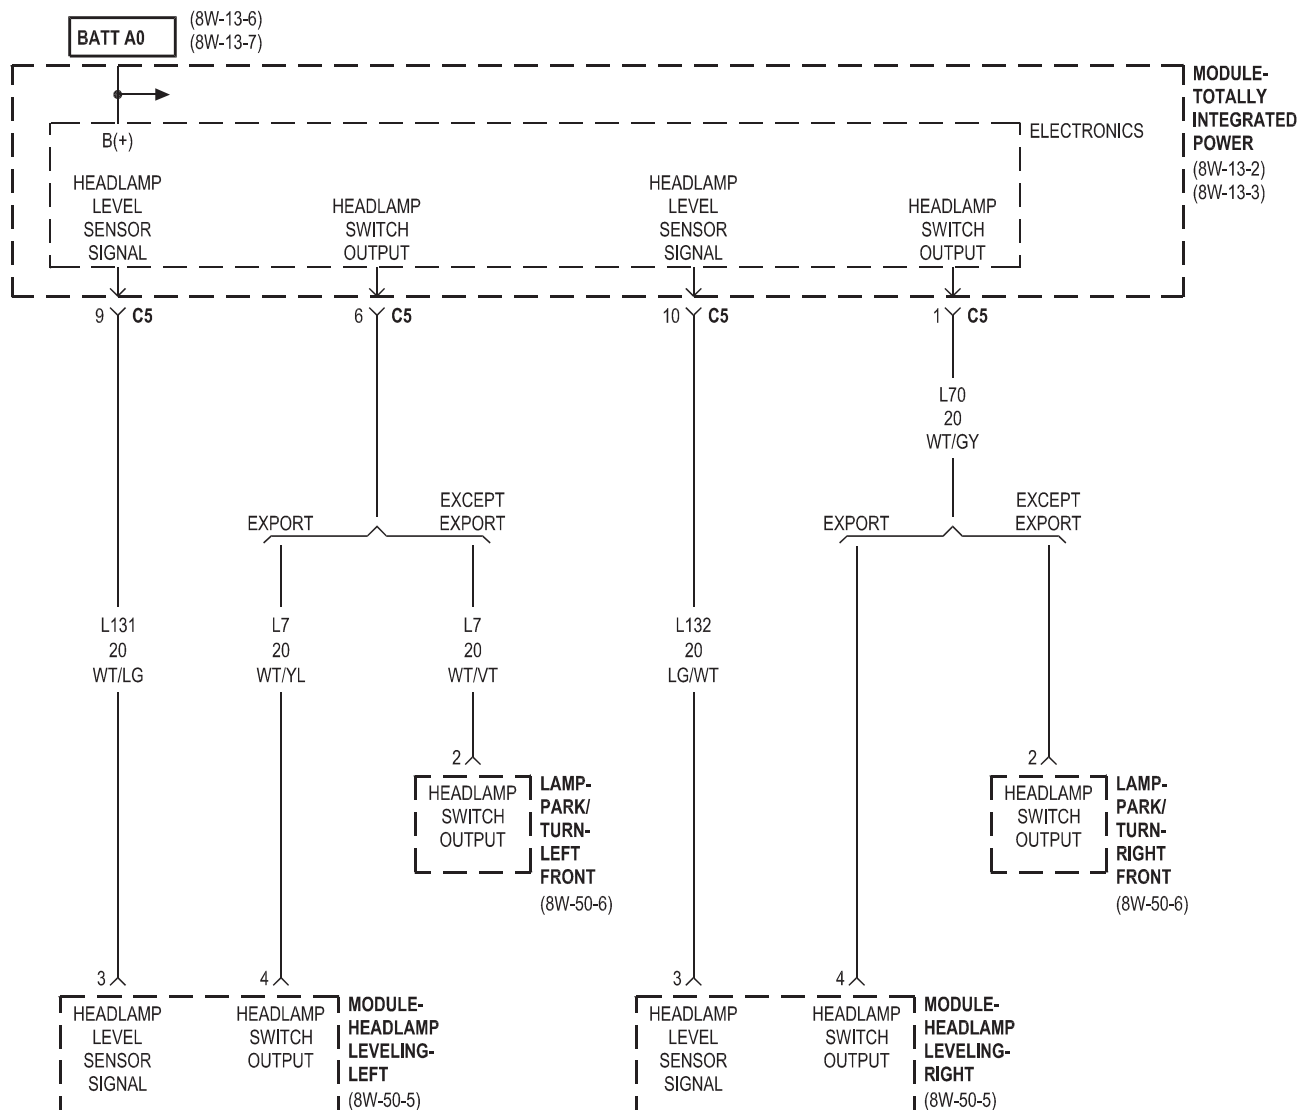 BATT A0
(8W-13-6)
(8W-13-7)
MODULE-
TOTALLY
INTEGRATED
POWER
(8W-13-2)
(8W-13-3)
ELECTRONICS
B(+)
HEADLAMP
LEVEL
SENSOR
SIGNAL
HEADLAMP
SWITCH
OUTPUT
HEADLAMP
LEVEL
SENSOR
SIGNAL
HEADLAMP
SWITCH
OUTPUT
9 C5
6 C5
10 C5
1 C5
L70
20
WT/GY
EXPORT
EXCEPT
EXPORT
EXPORT
EXCEPT
EXPORT
L131
20
WT/LG
L7
20
WT/YL
L7
20
WT/VT
L132
20
LG/WT
2
HEADLAMP
SWITCH
OUTPUT
LAMP-
PARK/
TURN-
LEFT
FRONT
(8W-50-6)
2
HEADLAMP
SWITCH
OUTPUT
LAMP-
PARK/
TURN-
RIGHT
FRONT
(8W-50-6)
3
4
HEADLAMP
LEVEL
SENSOR
SIGNAL
HEADLAMP
SWITCH
OUTPUT
MODULE-
HEADLAMP
LEVELING-
LEFT
(8W-50-5)
3
4
HEADLAMP
LEVEL
SENSOR
SIGNAL
HEADLAMP
SWITCH
OUTPUT
MODULE-
HEADLAMP
LEVELING-
RIGHT
(8W-50-5)